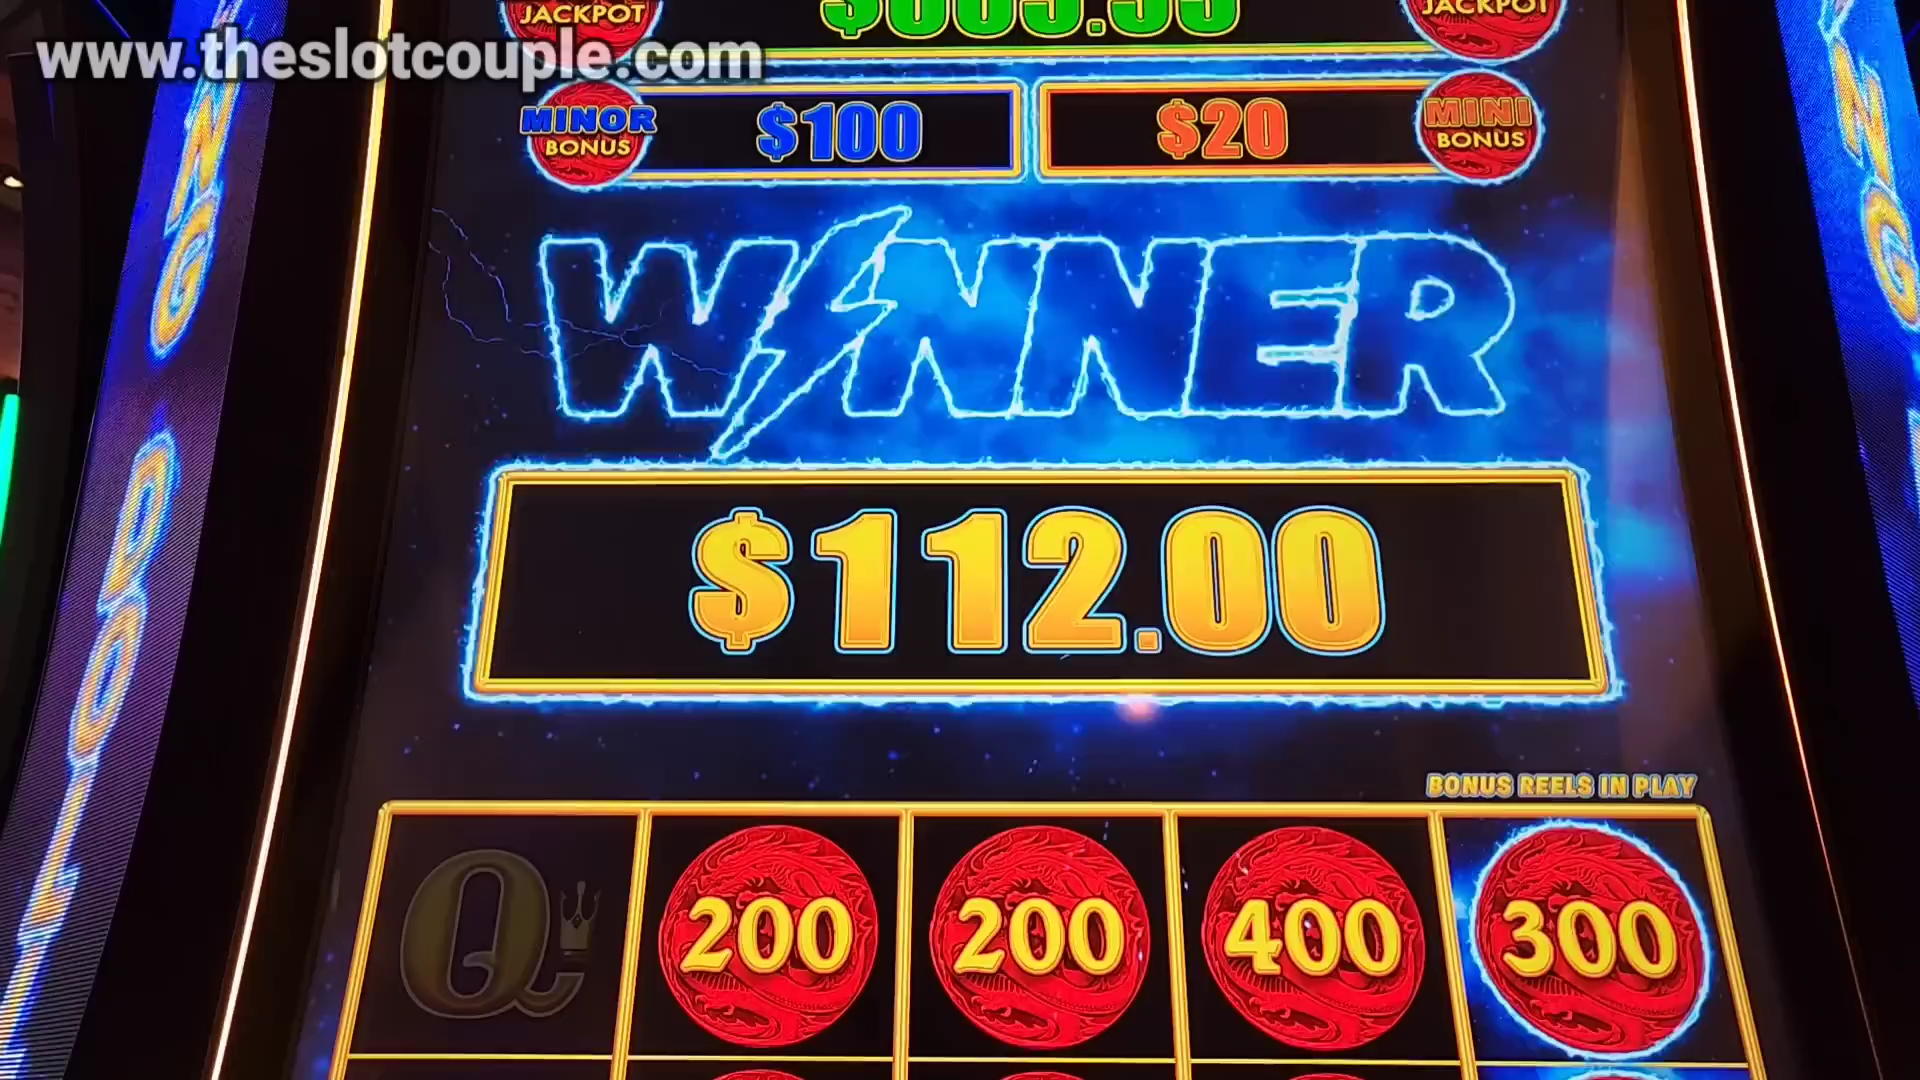 JACKPOT
JACKPOT
www.theslotcouple.com
MINOR
BONUS
$100
$20
MINI
BONUS
WINNER
$112.00
BONUS REELS IN PLAY
Q
200
200
400
300